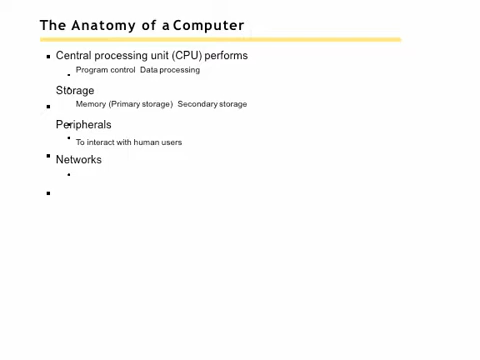 The Anatomy of a Computer
Central processing unit (CPU) performs
Program control Data processing
Storage
Memory (Primary storage) Secondary storage
Peripherals
To interact with human users
Networks